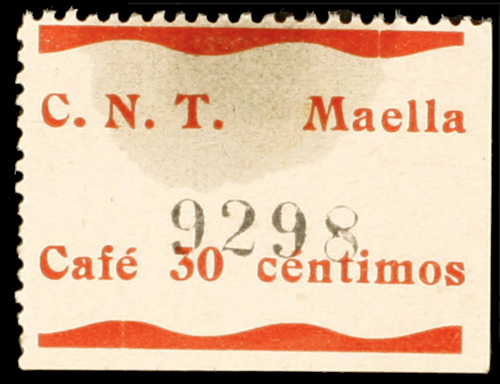 C. N. T. Maella
9298
Café 30 céntimos